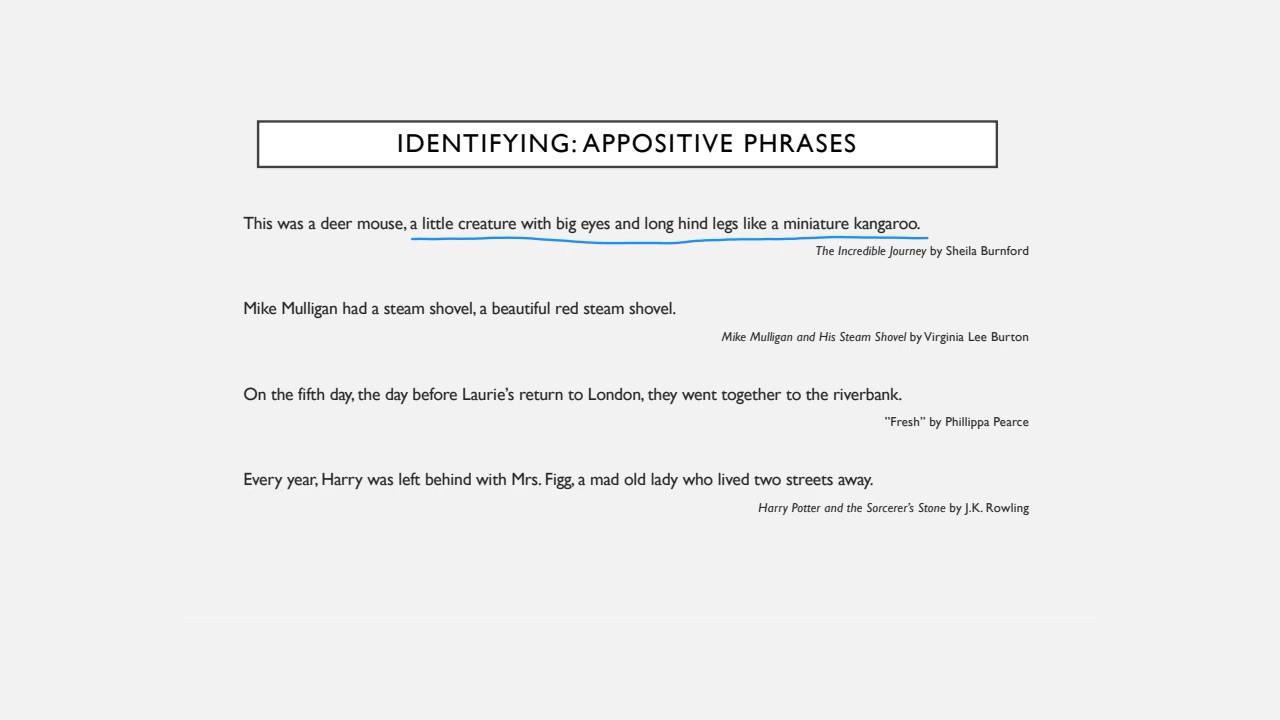 IDENTIFYING: APPOSITIVE PHRASES
This was a deer mouse, a little creature with big eyes and long hind legs like a miniature kangaroo.
The Incredible Journey by Sheila Burnford
Mike Mulligan had a steam shovel, a beautiful red steam shovel.
Mike Mulligan and His Steam Shovel by Virginia Lee Burton
On the fifth day, the day before Laurie’s return to London, they went together to the riverbank.
”Fresh” by Phillippa Pearce
Every year, Harry was left behind with Mrs. Figg, a mad old lady who lived two streets away.
Harry Potter and the Sorcerer’s Stone by J.K. Rowling